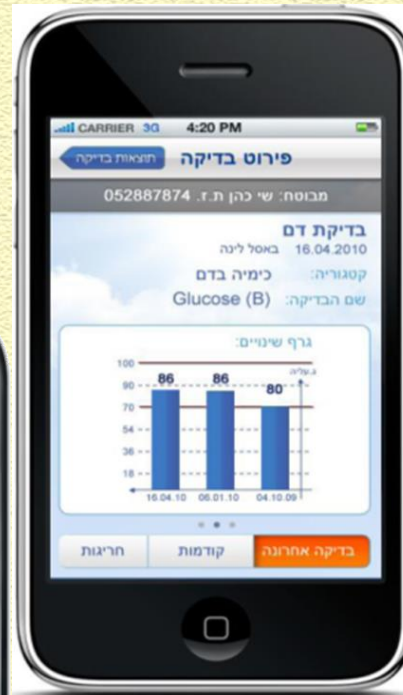 CARRIER 3G 4:20 PM
פירוט בדיקה תוצאות בדיקה
מבוטח: שי כהן ת.ז. 052887874
בדיקת דם
16.04.2010 באסל לינה
קטגוריה: כימיה בדם
שם הבדיקה: Glucose (B)
גרף שינויים:
100
90
70
54
36
18
86 86 80
16.04.10 06.01.10 04.10.09
בדיקה אחרונה קודמות חריגות